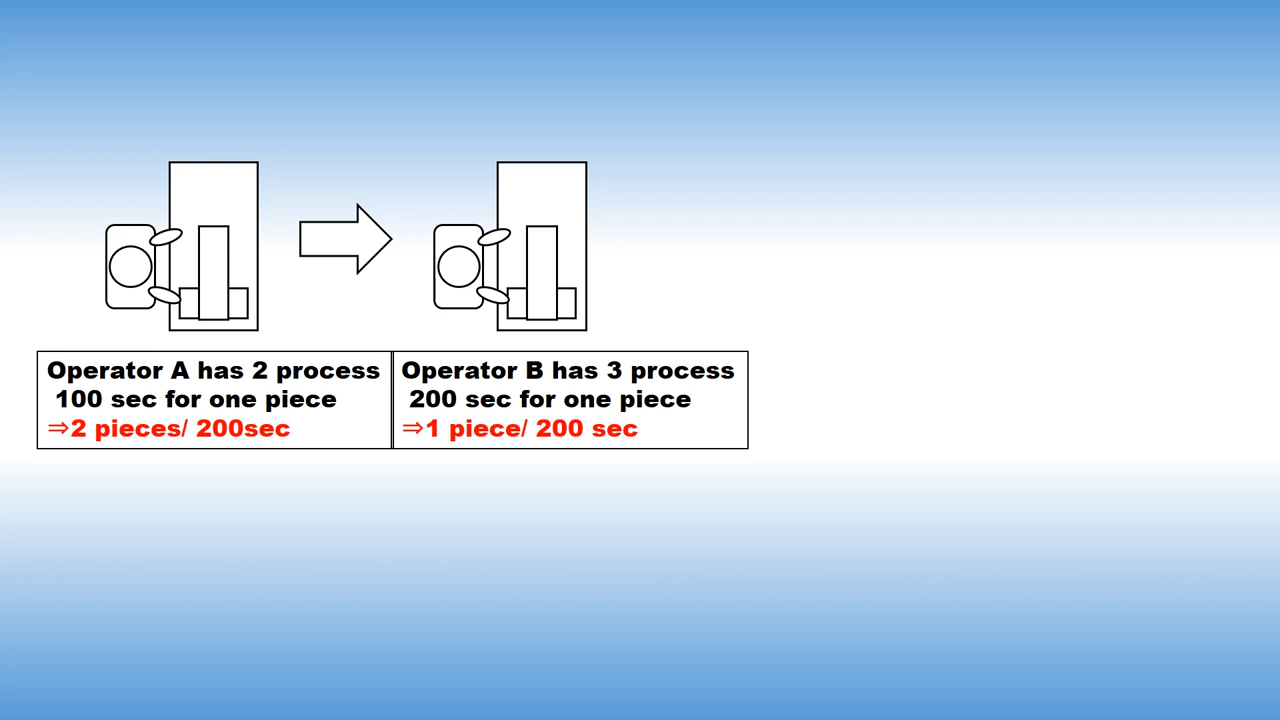 Operator A has 2 process
100 sec for one piece
⇒2 pieces/ 200sec
Operator B has 3 process
200 sec for one piece
⇒1 piece/ 200 sec